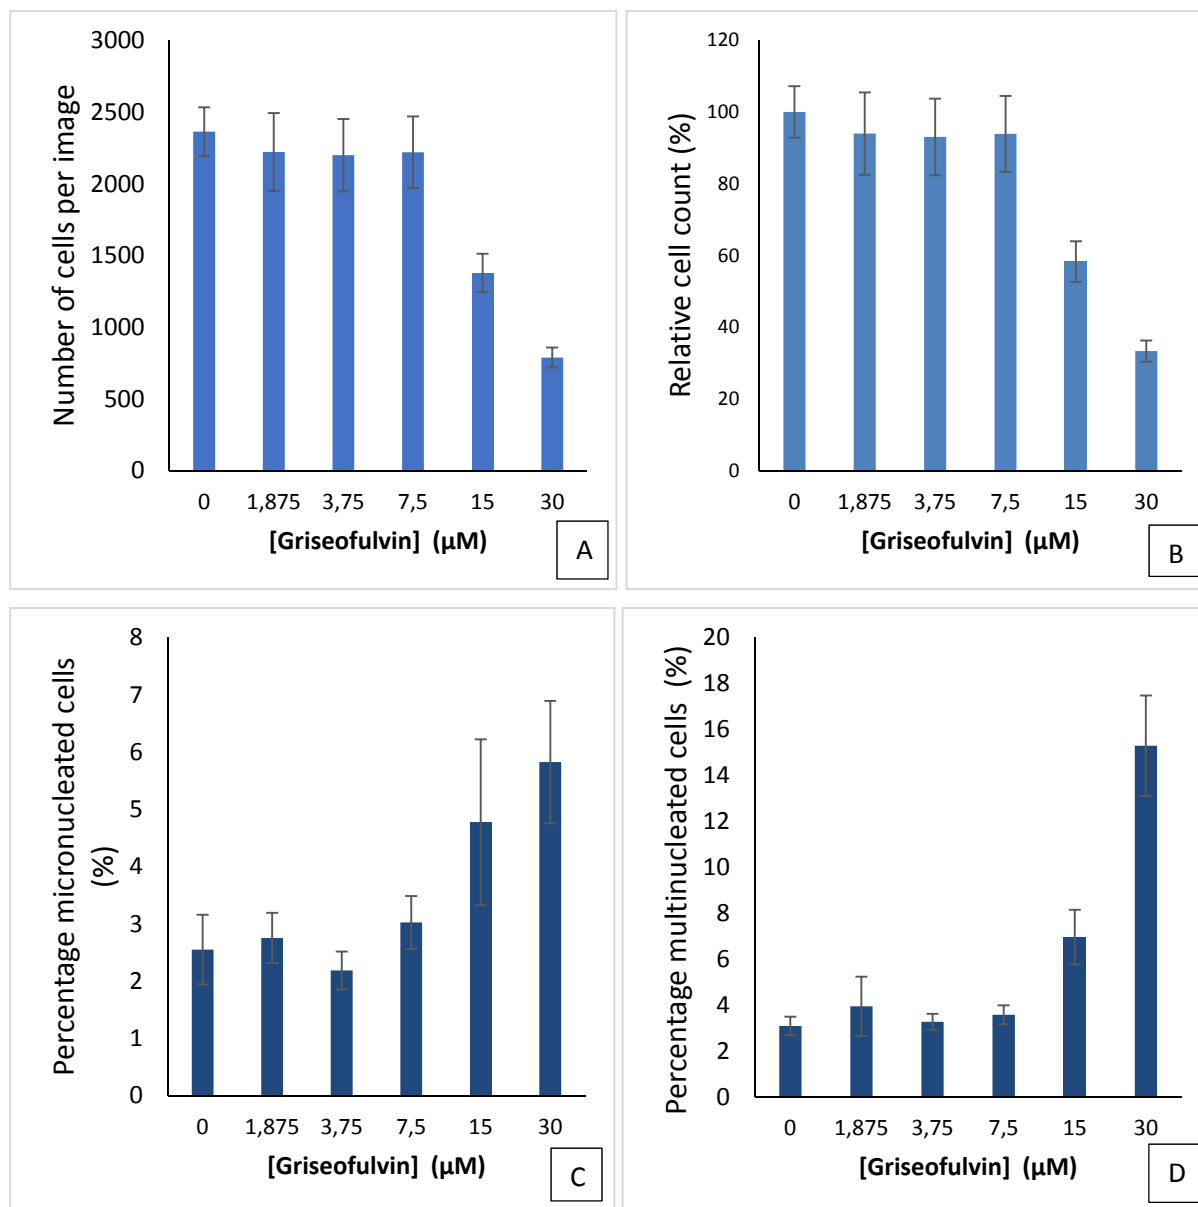 Number of cells per image
3000
2500
2000
1500
1000
500
0
0 1,875 3,75 7,5 15 30
[Griseofulvin] (µM)
A
Relative cell count (%)
120
100
80
60
40
20
0
0 1,875 3,75 7,5 15 30
[Griseofulvin] (µM)
B
Percentage micronucleated cells
(%)
8
7
6
5
4
3
2
1
0
0 1,875 3,75 7,5 15 30
[Griseofulvin] (µM)
C
Percentage multinucleated cells (%)
20
18
16
14
12
10
8
6
4
2
0
0 1,875 3,75 7,5 15 30
[Griseofulvin] (µM)
D